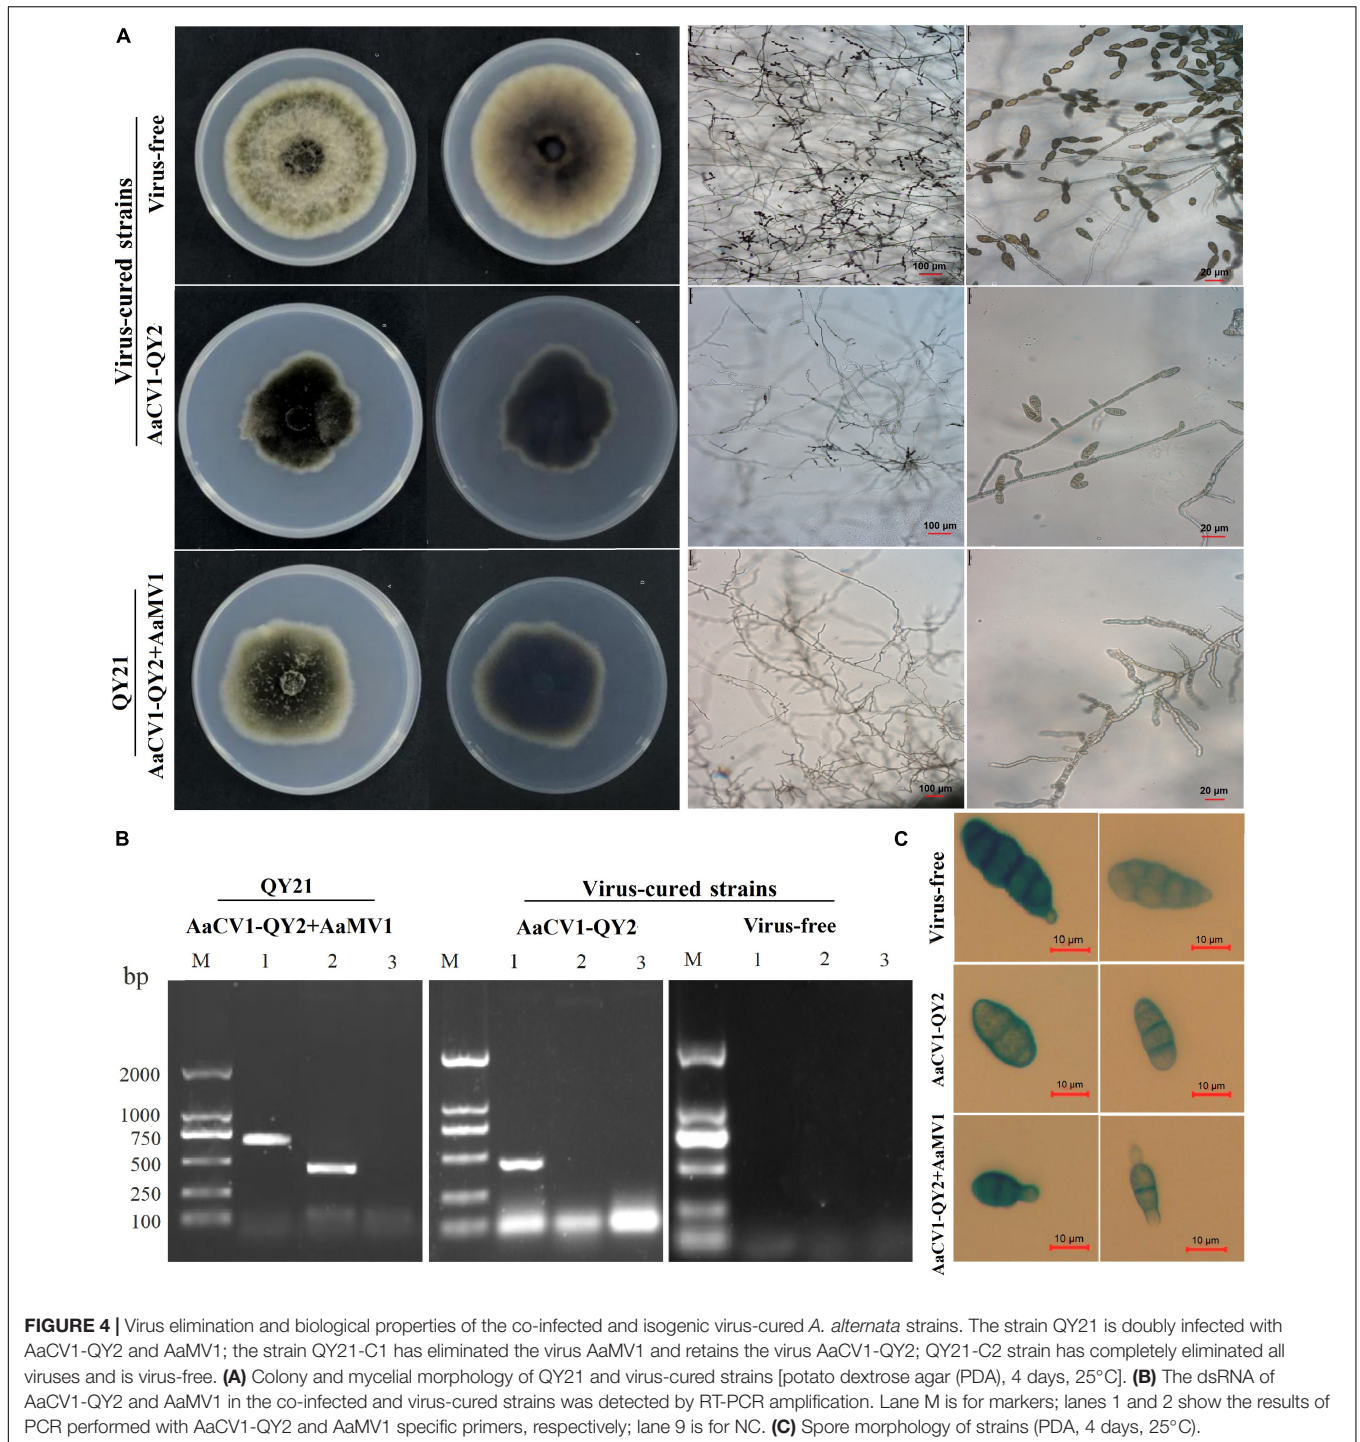 A
Virus-cured strains
Virus-free
AaCV1-QY2
QY21
AaCV1-QY2+AaMV1
100 µm
20 µm
100 µm
20 µm
100 µm
20 µm
B
QY21
AaCV1-QY2+AaMV1
Virus-cured strains
AaCV1-QY2
Virus-free
bp
M 1 2 3
M 1 2 3
M 1 2 3
2000
1000
750
500
250
100
C
Virus-free
10 µm
10 µm
AaCV1-QY2
10 µm
10 µm
AaCV1-QY2+AaMV1
10 µm
10 µm
FIGURE 4 | Virus elimination and biological properties of the co-infected and isogenic virus-cured A. alternata strains. The strain QY21 is doubly infected with
AaCV1-QY2 and AaMV1; the strain QY21-C1 has eliminated the virus AaMV1 and retains the virus AaCV1-QY2; QY21-C2 strain has completely eliminated all
viruses and is virus-free. (A) Colony and mycelial morphology of QY21 and virus-cured strains [potato dextrose agar (PDA), 4 days, 25°C]. (B) The dsRNA of
AaCV1-QY2 and AaMV1 in the co-infected and virus-cured strains was detected by RT-PCR amplification. Lane M is for markers; lanes 1 and 2 show the results of
PCR performed with AaCV1-QY2 and AaMV1 specific primers, respectively; lane 9 is for NC. (C) Spore morphology of strains (PDA, 4 days, 25°C).